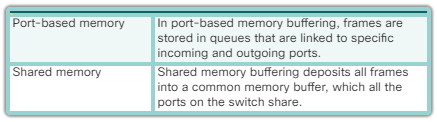 Port-based memory
In port-based memory buffering, frames are
stored in queues that are linked to specific
incoming and outgoing ports.
Shared memory
Shared memory buffering deposits all frames
into a common memory buffer, which all the
ports on the switch share.